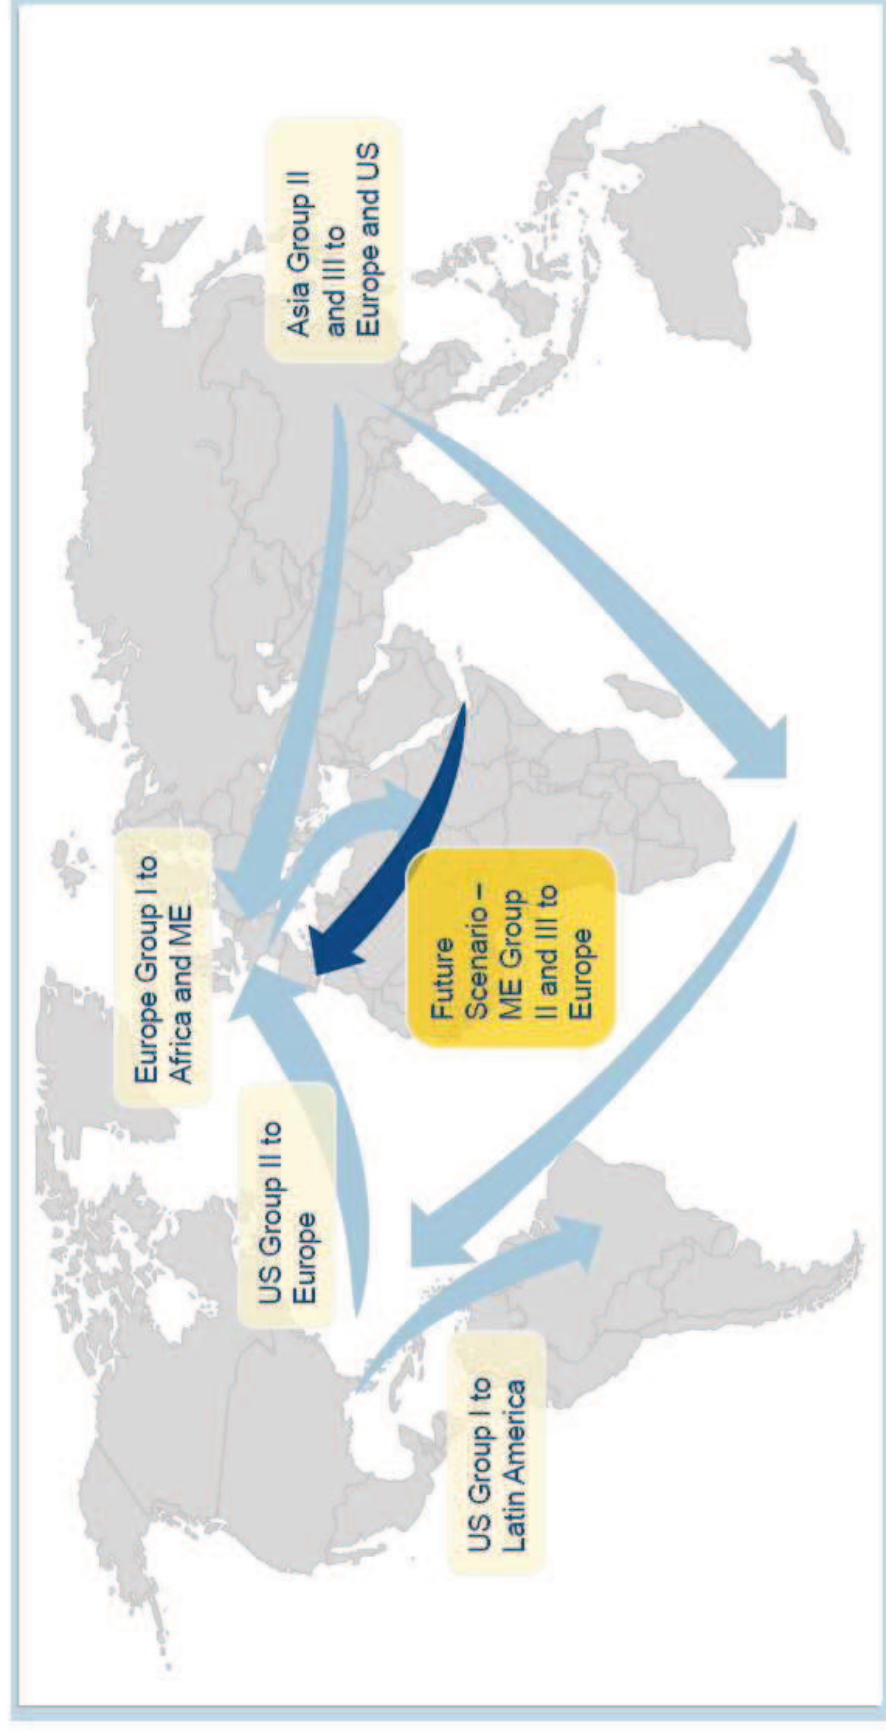 US Group I to
Latin America
US Group II to
Europe
Europe Group I to
Africa and ME
Future
Scenario –
ME Group
II and III to
Europe
Asia Group II
and III to
Europe and US